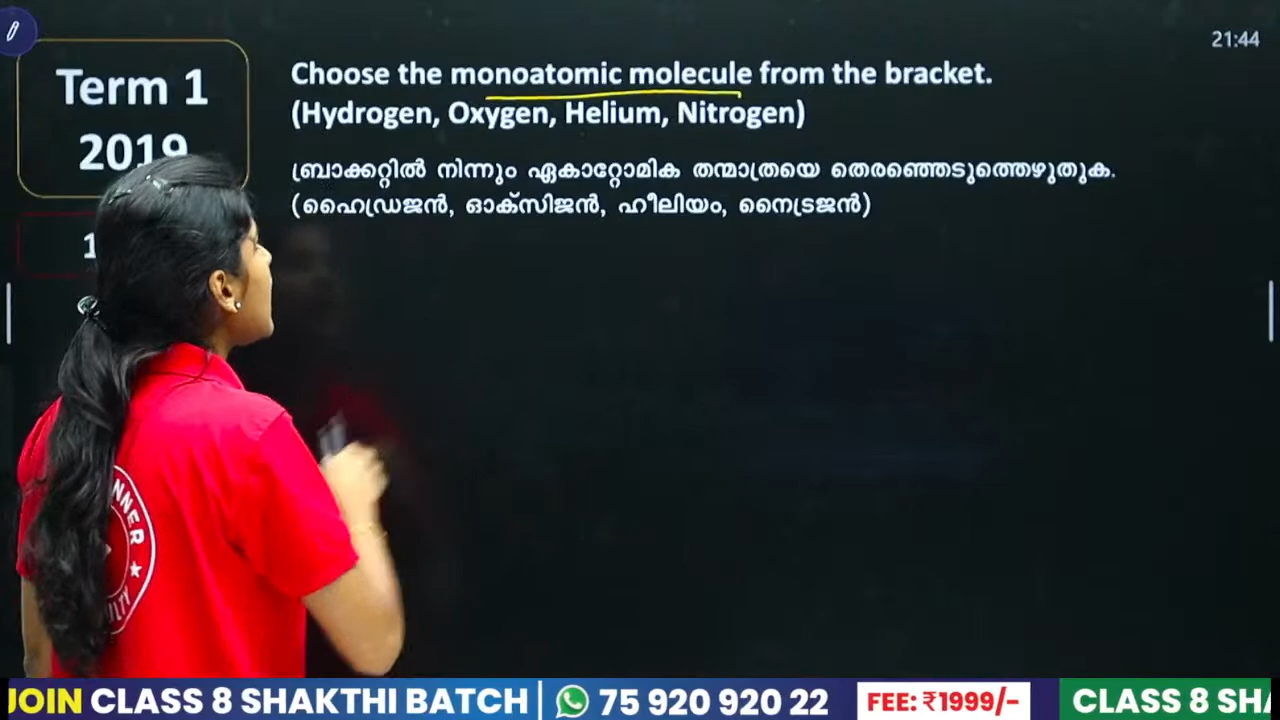 21:44
Term 1
2019
Choose the monoatomic molecule from the bracket.
(Hydrogen, Oxygen, Helium, Nitrogen)
ബ്രാക്കറ്റിൽ നിന്നും ഏകാറ്റോമിക തന്മാത്രയെ തെരഞ്ഞെടുത്തെഴുതുക.
(ഹൈഡ്രജൻ, ഓക്സിജൻ, ഹീലിയം, നൈട്രജൻ)
1
JOIN CLASS 8 SHAKTHI BATCH 75 920 920 22 FEE: ₹1999/- CLASS 8